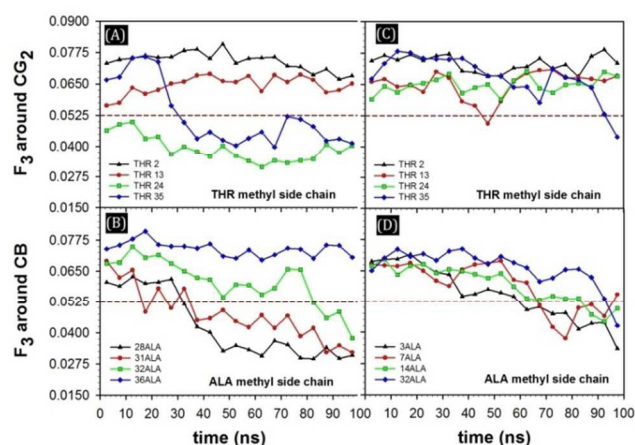 (A)
(C)
F3 around CG2
0.0900
0.0775
0.0650
0.0525
0.0400
0.0275
0.0150
THR 2
THR 13
THR 24
THR 35
THR methyl side chain
THR 2
THR 13
THR 24
THR 35
THR methyl side chain
(B)
(D)
F3 around CB
0.0775
0.0650
0.0525
0.0400
0.0275
0.0150
28ALA
31ALA
32ALA
36ALA
ALA methyl side chain
3ALA
7ALA
14ALA
32ALA
ALA methyl side chain
0 10 20 30 40 50 60 70 80 90 100
0 10 20 30 40 50 60 70 80 90 100
time (ns)
time (ns)